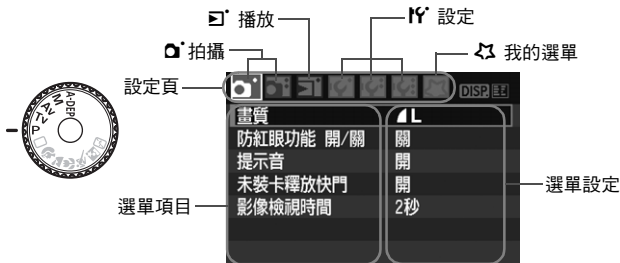 播放
設定
拍攝
我的選單
設定頁
DISP.
A-DEP
M
Av
Tv
P
畫質 L
防紅眼功能 開/關 關
提示音 開
未裝卡釋放快門 開
影像檢視時間 2秒
選單項目
選單設定